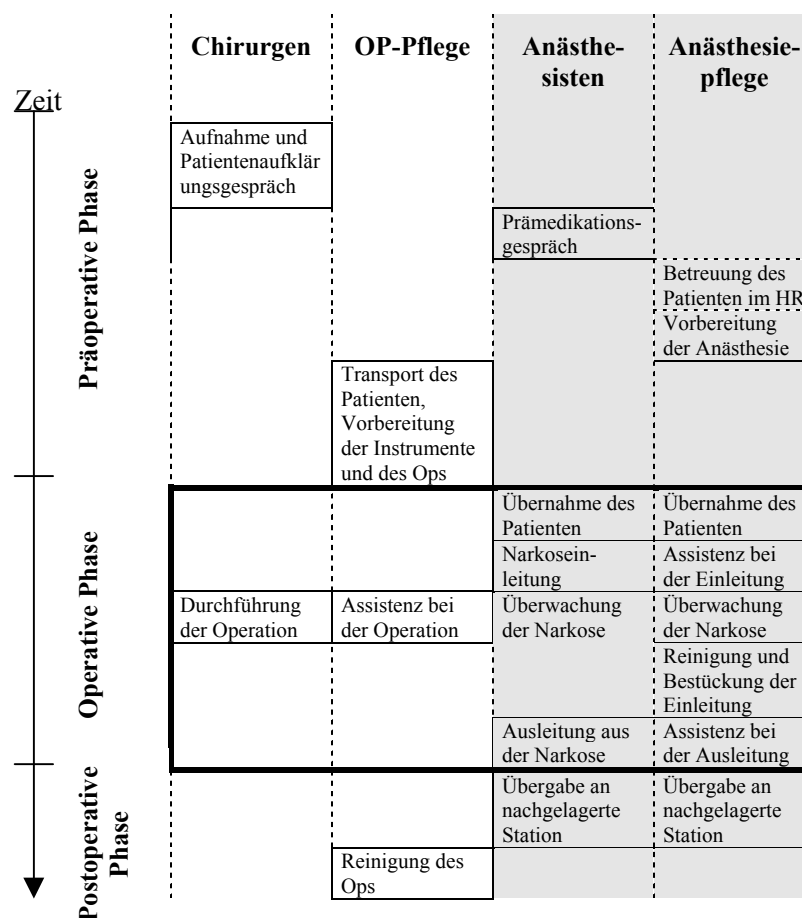 Chirurgen
OP-Pflege
Anästhe-
sisten
Anästhesie-
pflege
Zeit
Präoperative Phase
Aufnahme und
Patientenaufklär
ungsgespräch
Prämedikations-
gespräch
Betreuung des
Patienten im HR
Vorbereitung
der Anästhesie
Transport des
Patienten,
Vorbereitung
der Instrumente
und des Ops
Operative Phase
Übernahme des
Patienten
Übernahme des
Patienten
Narkoseein-
leitung
Assistenz bei
der Einleitung
Durchführung
der Operation
Assistenz bei
der Operation
Überwachung
der Narkose
Überwachung
der Narkose
Reinigung und
Bestückung der
Einleitung
Ausleitung aus
der Narkose
Assistenz bei
der Ausleitung
Postoperative
Phase
Übergabe an
nachgelagerte
Station
Übergabe an
nachgelagerte
Station
Reinigung des
Ops